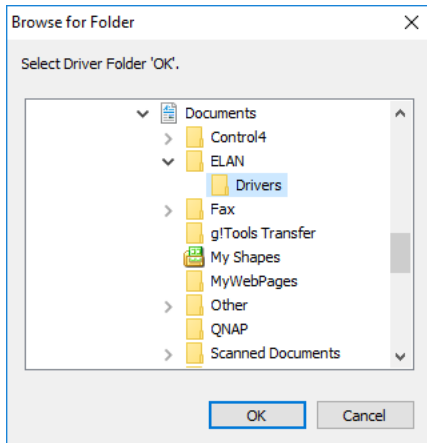 Browse for Folder
Select Driver Folder 'OK'.
Documents
Control4
ELAN
Drivers
Fax
g!Tools Transfer
My Shapes
MyWebPages
Other
QNAP
Scanned Documents
OK
Cancel